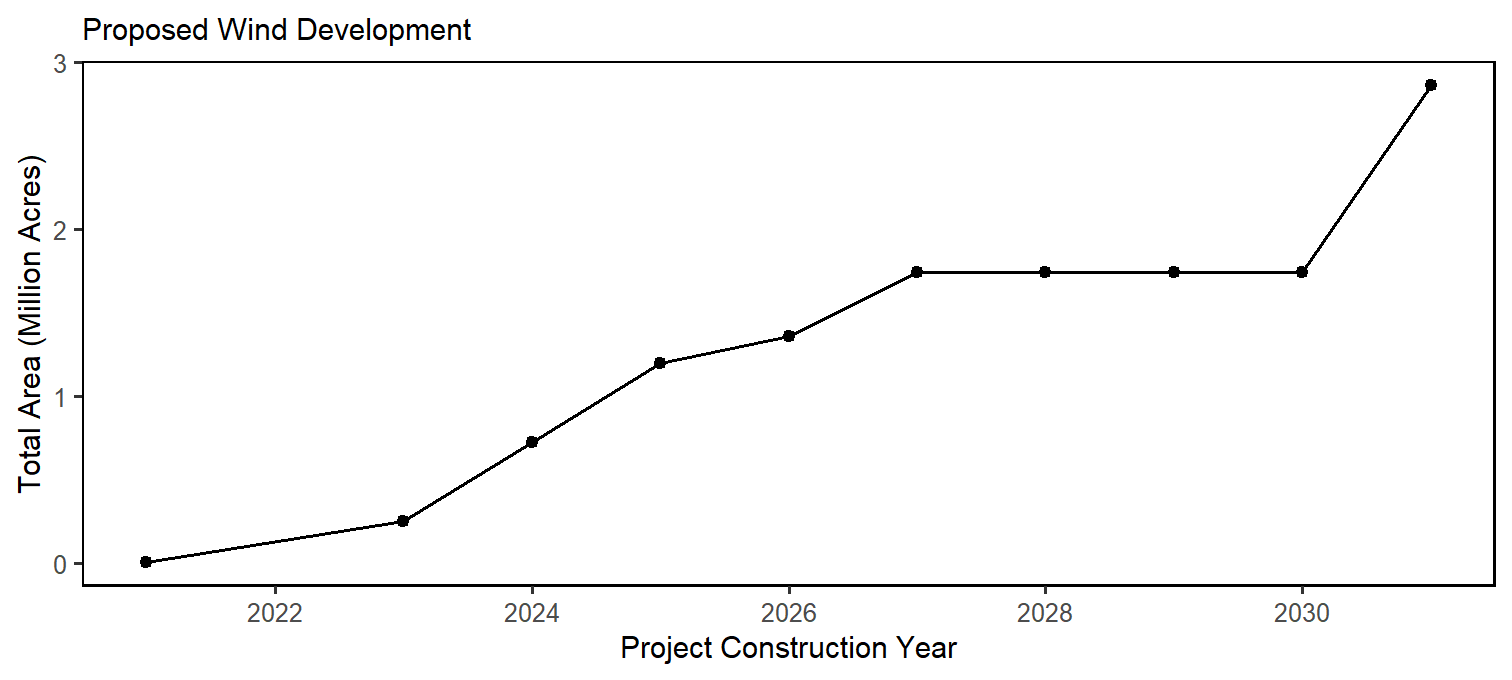 Proposed Wind Development
3
2
1
0
Total Area (Million Acres)
2022 2024 2026 2028 2030
Project Construction Year